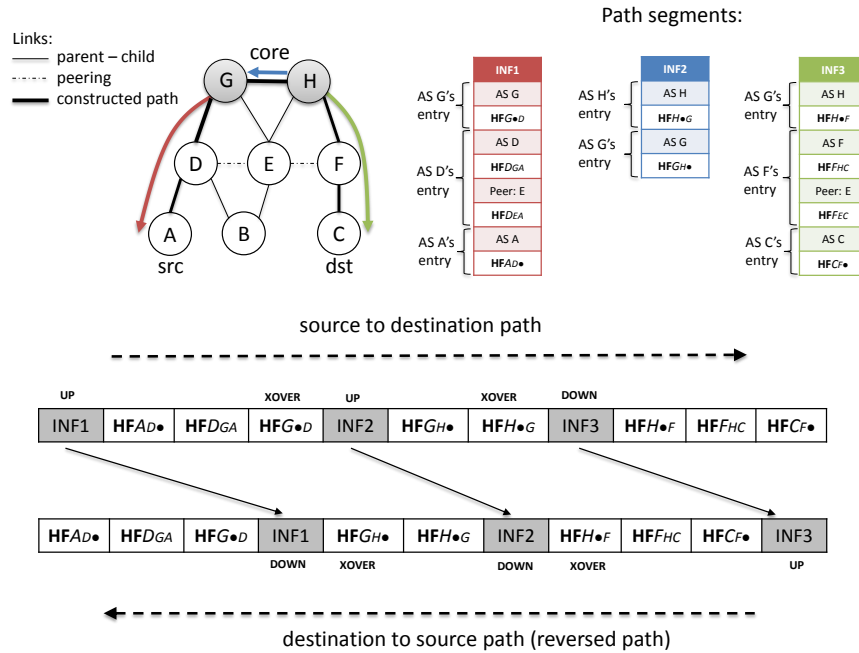 Path segments:
Links:
parent – child
peering
constructed path
core
G
H
D
E
F
A
B
C
src
dst
INF1
AS G's entry
AS G
HFG●D
AS D's entry
AS D
HFDGA
Peer: E
HFDEA
AS A's entry
AS A
HFAD●
INF2
AS H's entry
AS H
HFH●G
AS G's entry
AS G
HFGH●
INF3
AS G's entry
AS H
HFH●F
AS F's entry
AS F
HFFHC
Peer: E
HFFEC
AS C's entry
AS C
HFCF●
source to destination path
UP XOVER UP XOVER DOWN
INF1 HFAD● HFDGA HFG●D INF2 HFGH● HFH●G INF3 HFH●F HFFHC HFCF●
HFAD● HFDGA HFG●D INF1 HFGH● HFH●G INF2 HFH●F HFFHC HFCF● INF3
DOWN XOVER DOWN XOVER UP
destination to source path (reversed path)